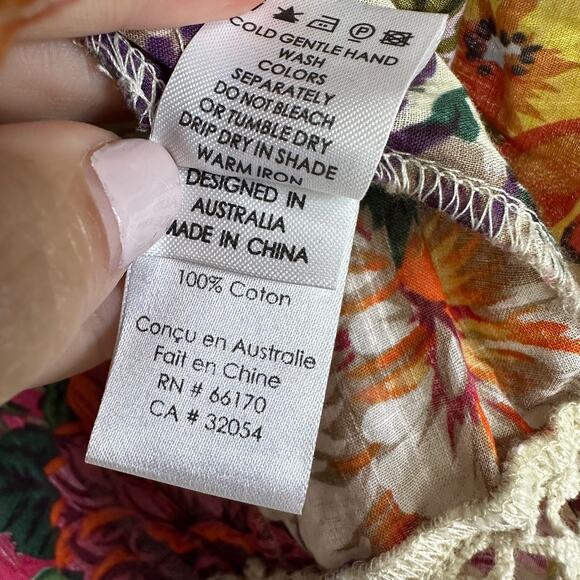 COLD GENTLE HAND
WASH
COLORS
SEPARATELY
DO NOT BLEACH
OR TUMBLE DRY
DRIP DRY IN SHADE
WARM IRON
DESIGNED IN
AUSTRALIA
MADE IN CHINA
100% Coton
Conçu en Australie
Fait en Chine
RN # 66170
CA # 32054